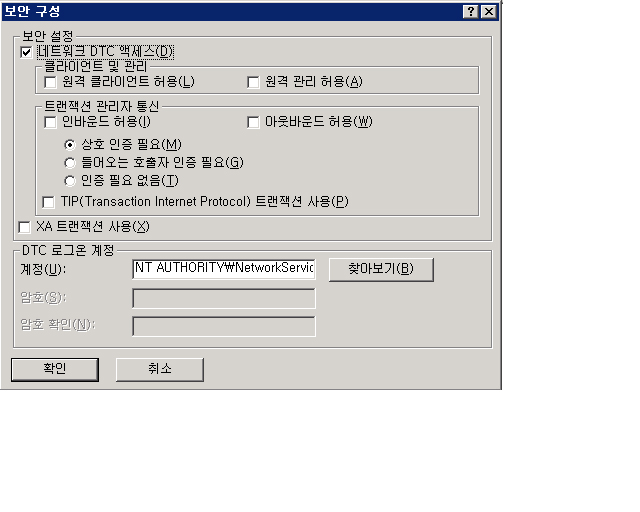 보안 구성
보안 설정
네트워크 DTC 액세스(D)
클라이언트 및 관리
원격 클라이언트 허용(L) 원격 관리 허용(A)
트랜잭션 관리자 통신
인바운드 허용(I) 아웃바운드 허용(W)
상호 인증 필요(M)
들어오는 호출자 인증 필요(G)
인증 필요 없음(T)
TIP(Transaction Internet Protocol) 트랜잭션 사용(P)
XA 트랜잭션 사용(X)
DTC 로그온 계정
계정(U): NT AUTHORITY₩NetworkServic 찾아보기(B)
암호(S):
암호 확인(N):
확인 취소